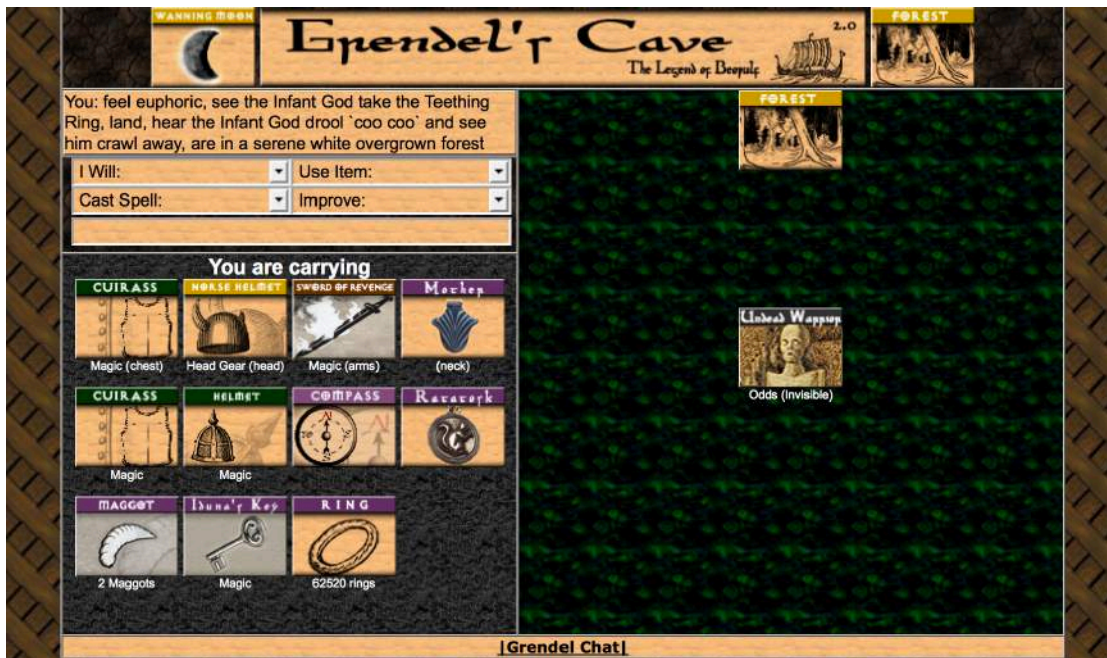 WANNING MOON
Grendel's Cave
2.0
The Legend of Beowulf
FOREST
You: feel euphoric, see the Infant God take the Teething
Ring, land, hear the Infant God drool `coo coo` and see
him crawl away, are in a serene white overgrown forest
I Will:
Use Item:
Cast Spell:
Improve:
You are carrying
CUIRASS
NORSE HELMET
SWORD OF REVENGE
Mother
Magic (chest)
Head Gear (head)
Magic (arms)
(neck)
CUIRASS
HELMET
COMPASS
Ratatosk
N
Magic
Magic
MAGGOT
Iduna's Key
RING
2 Maggots
Magic
62520 rings
FOREST
Undead Warrior
Odds (Invisible)
|Grendel Chat|